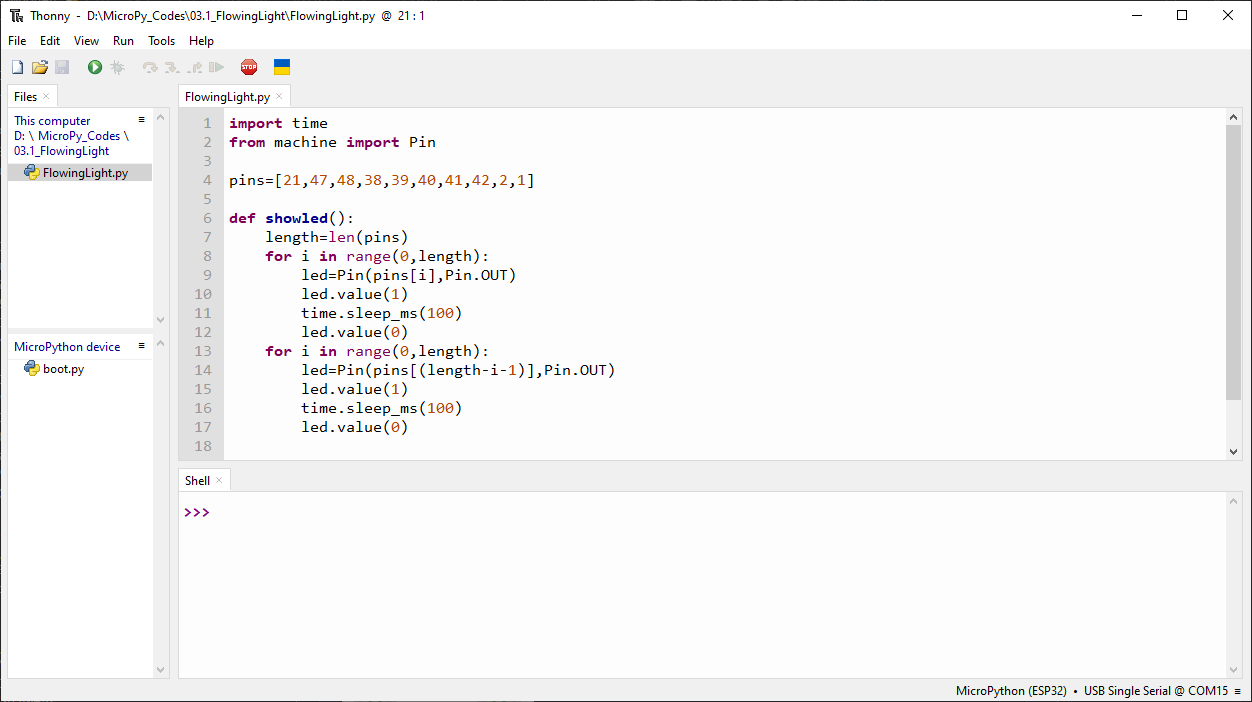 Thonny - D:\MicroPy_Codes\03.1_FlowingLight\FlowingLight.py @ 21 : 1
File Edit View Run Tools Help
STOP
Files
This computer
D: \ MicroPy_Codes \
03.1_FlowingLight
FlowingLight.py
MicroPython device
boot.py
FlowingLight.py
1 import time
2 from machine import Pin
3
4 pins=[21,47,48,38,39,40,41,42,2,1]
5
6 def showled():
7     length=len(pins)
8     for i in range(0,length):
9         led=Pin(pins[i],Pin.OUT)
10         led.value(1)
11         time.sleep_ms(100)
12         led.value(0)
13     for i in range(0,length):
14         led=Pin(pins[(length-i-1)],Pin.OUT)
15         led.value(1)
16         time.sleep_ms(100)
17         led.value(0)
18
Shell
>>>
MicroPython (ESP32) • USB Single Serial @ COM15 ≡